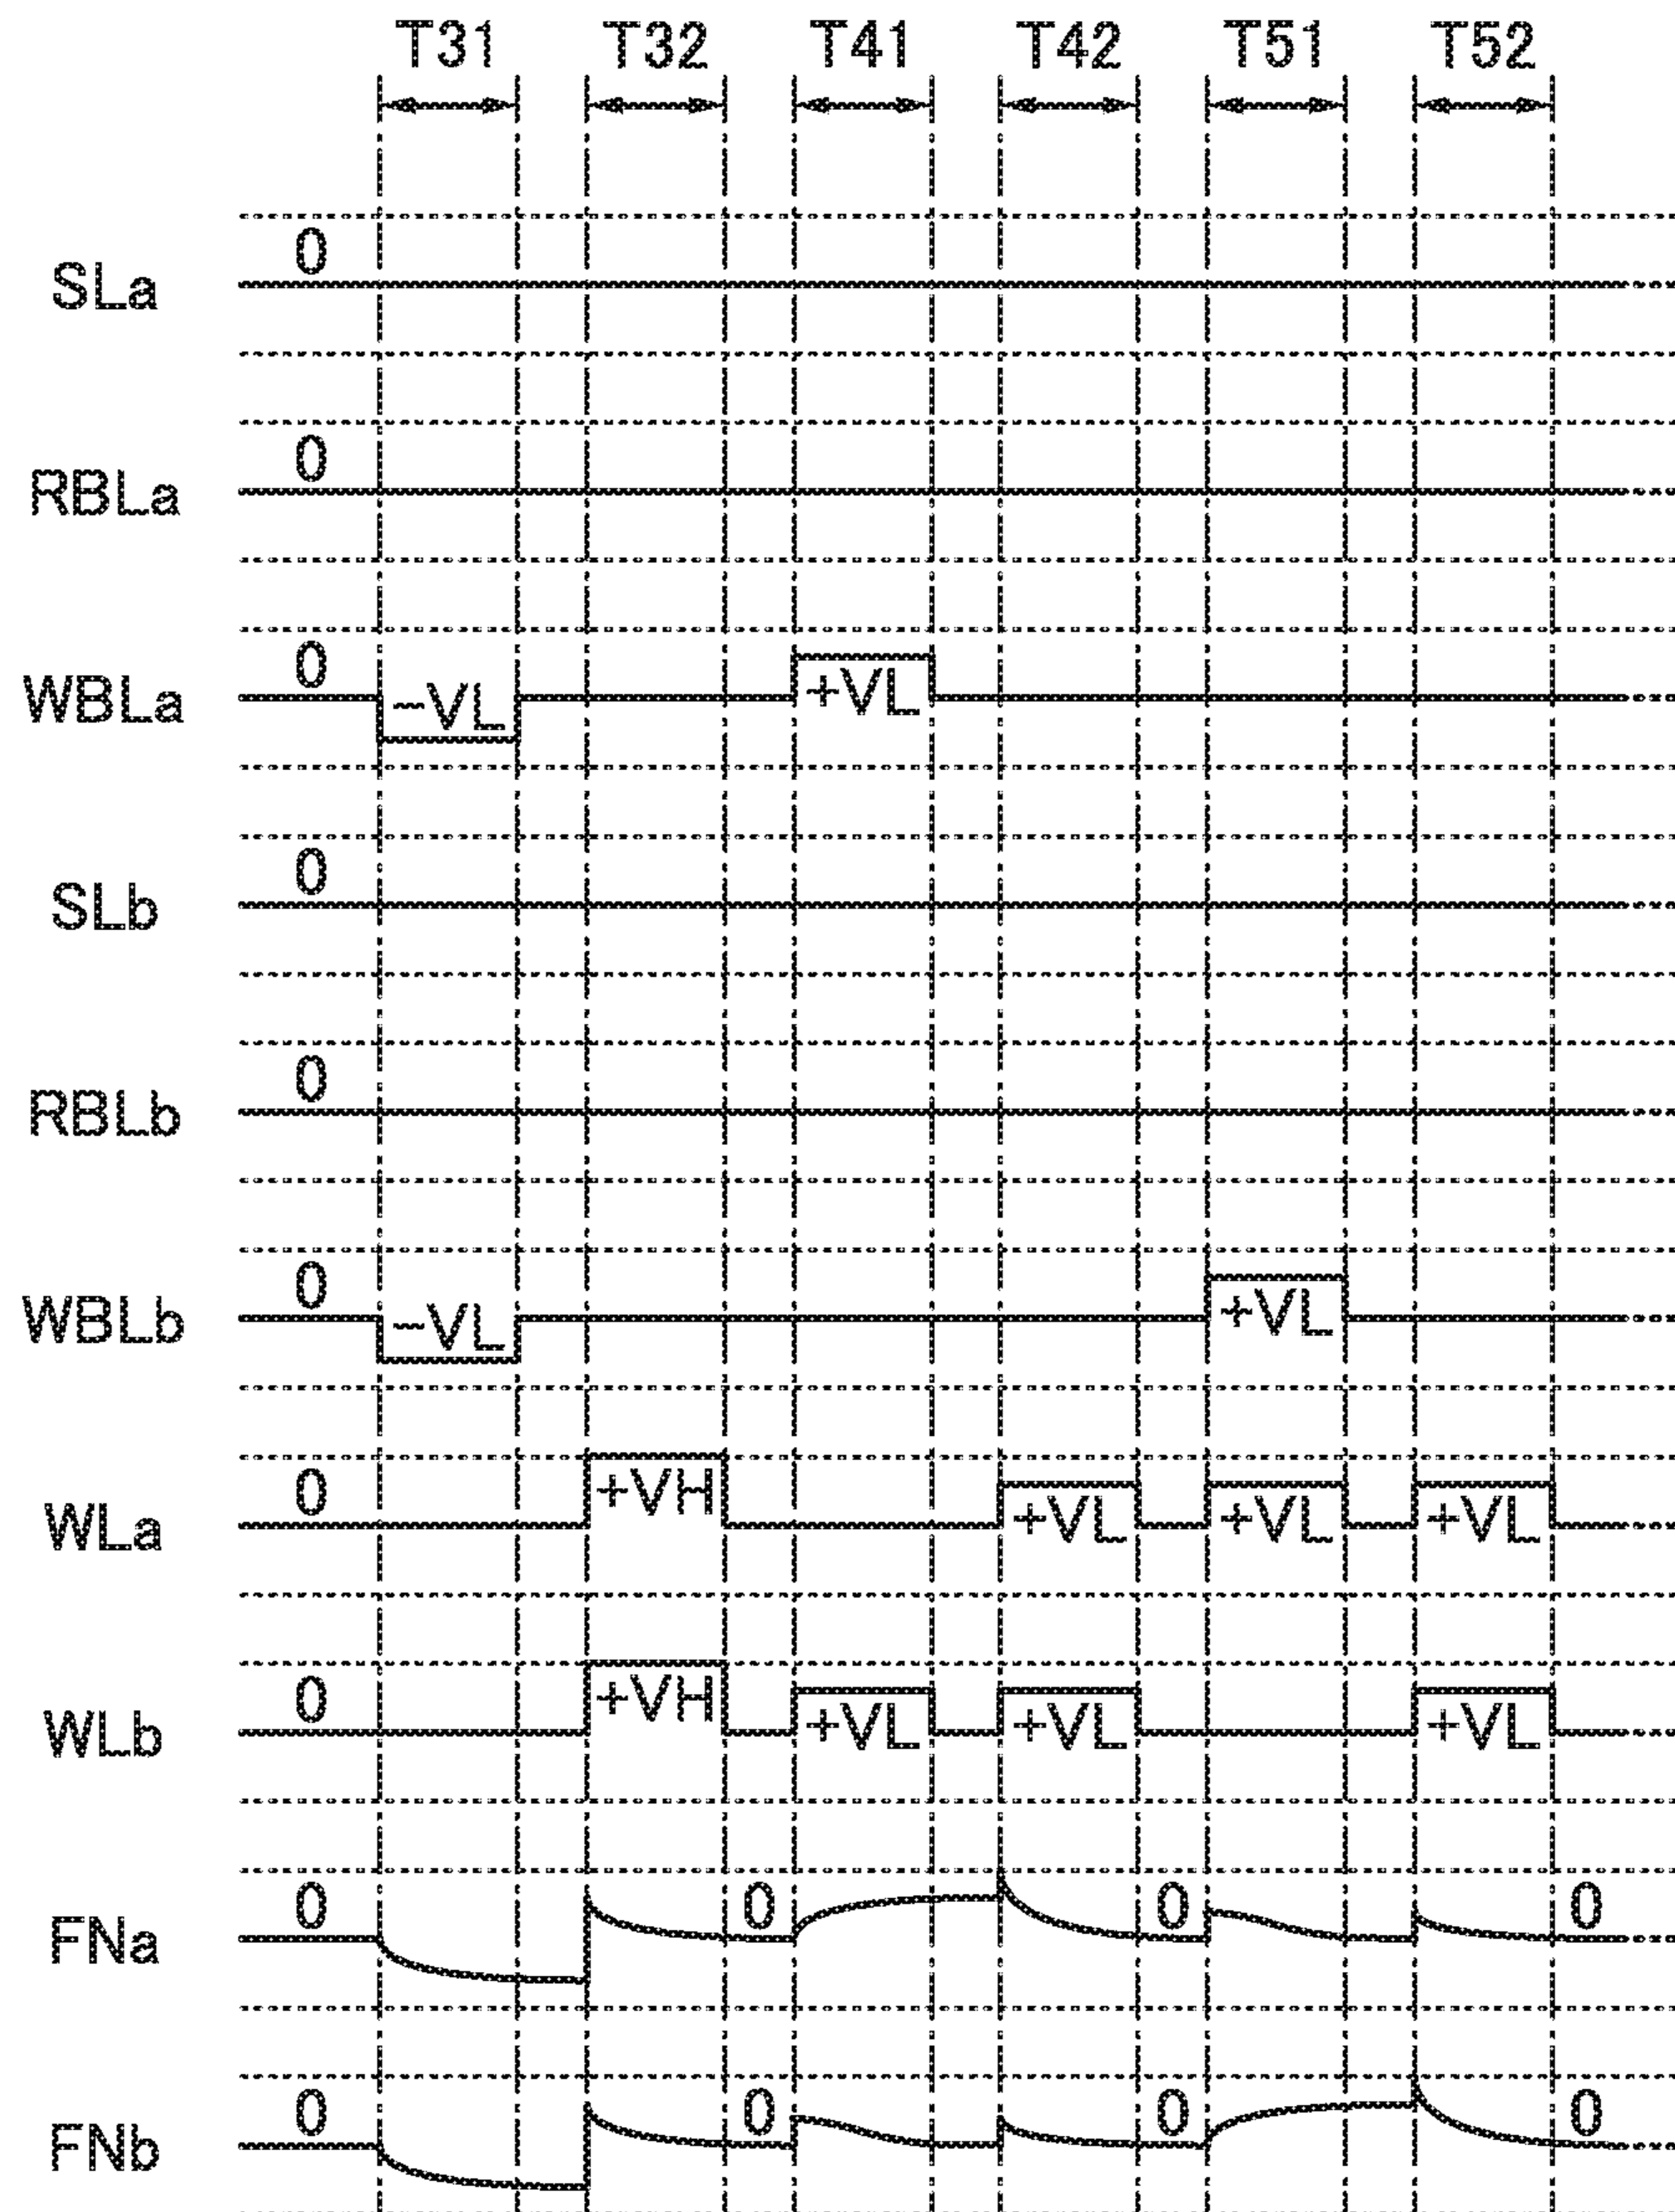 T31 T32 T41 T42 T51 T52
0
SLa
0
RBLa
0
WBLa −VL +VL
0
SLb
0
RBLb
0
WBLb −VL +VL
0 +VH +VL +VL +VL
WLa
0 +VH +VL +VL +VL
WLb
0 0 0 0
FNa
0 0 0 0
FNb